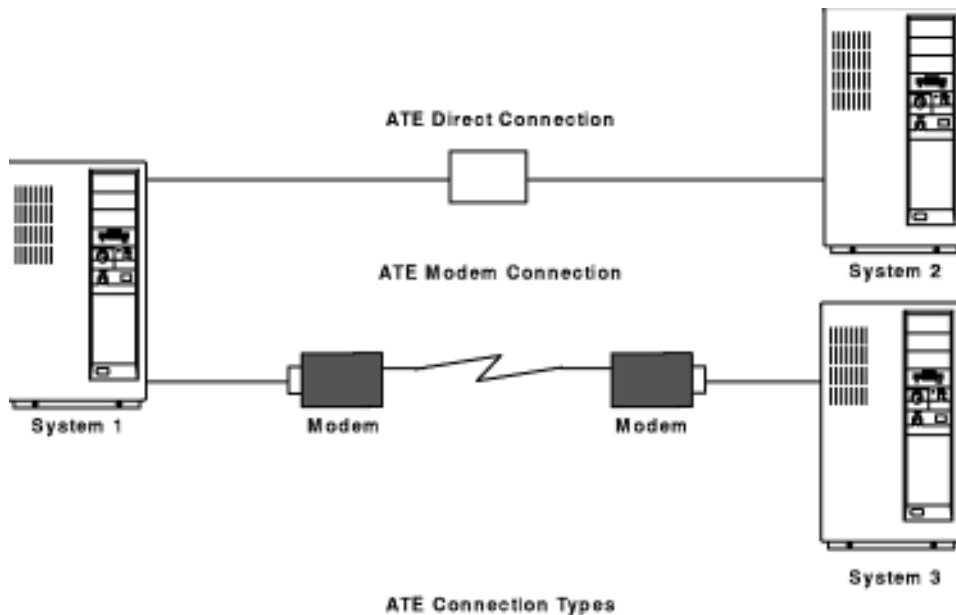 ATE Direct Connection
System 2
ATE Modem Connection
System 1
Modem
Modem
System 3
ATE Connection Types